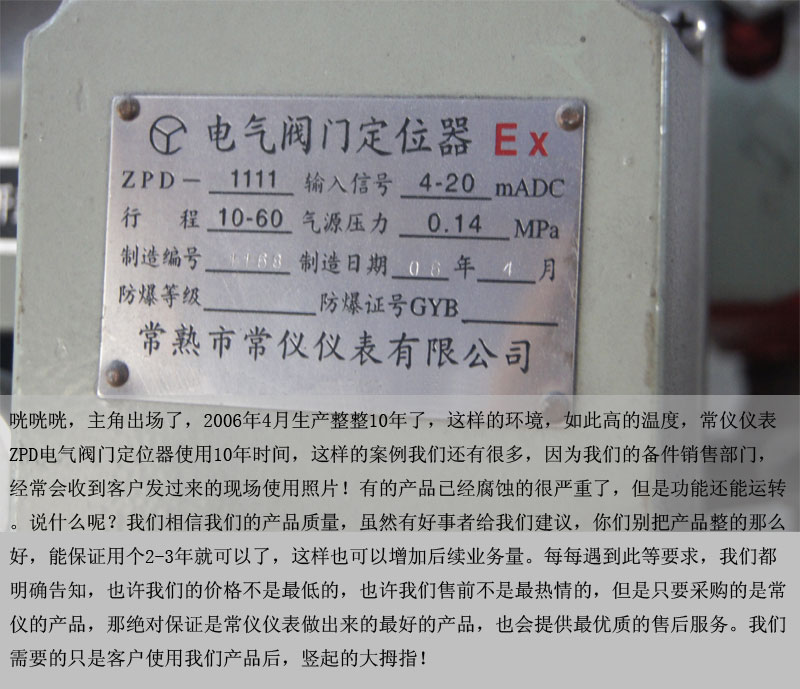 电气阀门定位器 Ex
ZPD- 1111 输入信号 4-20 mADC
行 程 10-60 气源压力 0.14 MPa
制造编号 制造日期 06 年 4 月
防爆等级 防爆证号GYB
常熟市常仪仪表有限公司
咣咣咣，主角出场了，2006年4月生产整整10年了，这样的环境，如此高的温度，常仪仪表
ZPD电气阀门定位器使用10年时间，这样的案例我们还有很多，因为我们的备件销售部门，
经常会收到客户发过来的现场使用照片！有的产品已经腐蚀的很严重了，但是功能还能运转
。说什么呢？我们相信我们的产品质量，虽然有好事者给我们建议，你们别把产品整的那么
好，能保证用个2-3年就可以了，这样也可以增加后续业务量。每每遇到此等要求，我们都
明确告知，也许我们的价格不是最低的，也许我们售前不是最热情的，但是只要采购的是常
仪的产品，那绝对保证是常仪仪表做出来的最好的产品，也会提供最优质的售后服务。我们
需要的只是客户使用我们产品后，竖起的大拇指！